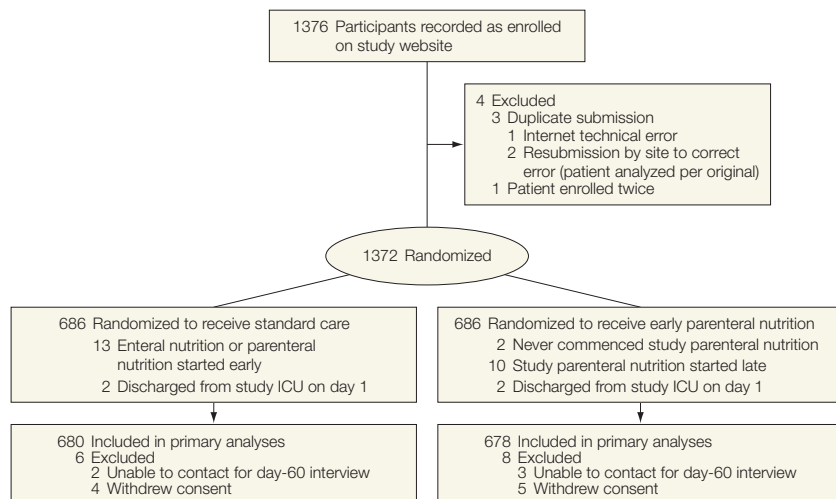 1376 Participants recorded as enrolled
on study website
4 Excluded
3 Duplicate submission
1 Internet technical error
2 Resubmission by site to correct
error (patient analyzed per original)
1 Patient enrolled twice
1372 Randomized
686 Randomized to receive standard care
13 Enteral nutrition or parenteral
nutrition started early
2 Discharged from study ICU on day 1
686 Randomized to receive early parenteral nutrition
2 Never commenced study parenteral nutrition
10 Study parenteral nutrition started late
2 Discharged from study ICU on day 1
680 Included in primary analyses
6 Excluded
2 Unable to contact for day-60 interview
4 Withdrew consent
678 Included in primary analyses
8 Excluded
3 Unable to contact for day-60 interview
5 Withdrew consent